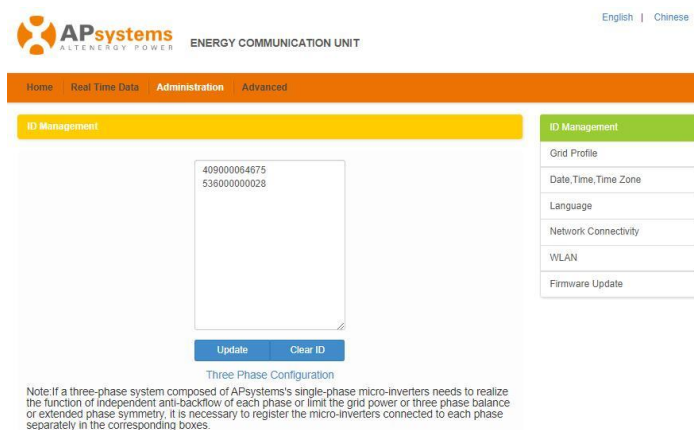 English | Chinese
APsystems
ALTENERGY POWER
ENERGY COMMUNICATION UNIT
Home Real Time Data Administration Advanced
ID Management
409000064675
536000000028
Update Clear ID
Three Phase Configuration
Note:If a three-phase system composed of APsystems's single-phase micro-inverters needs to realize
the function of independent anti-backflow of each phase or limit the grid power or three phase balance
or extended phase symmetry, it is necessary to register the micro-inverters connected to each phase
separately in the corresponding boxes.
ID Management
Grid Profile
Date,Time,Time Zone
Language
Network Connectivity
WLAN
Firmware Update